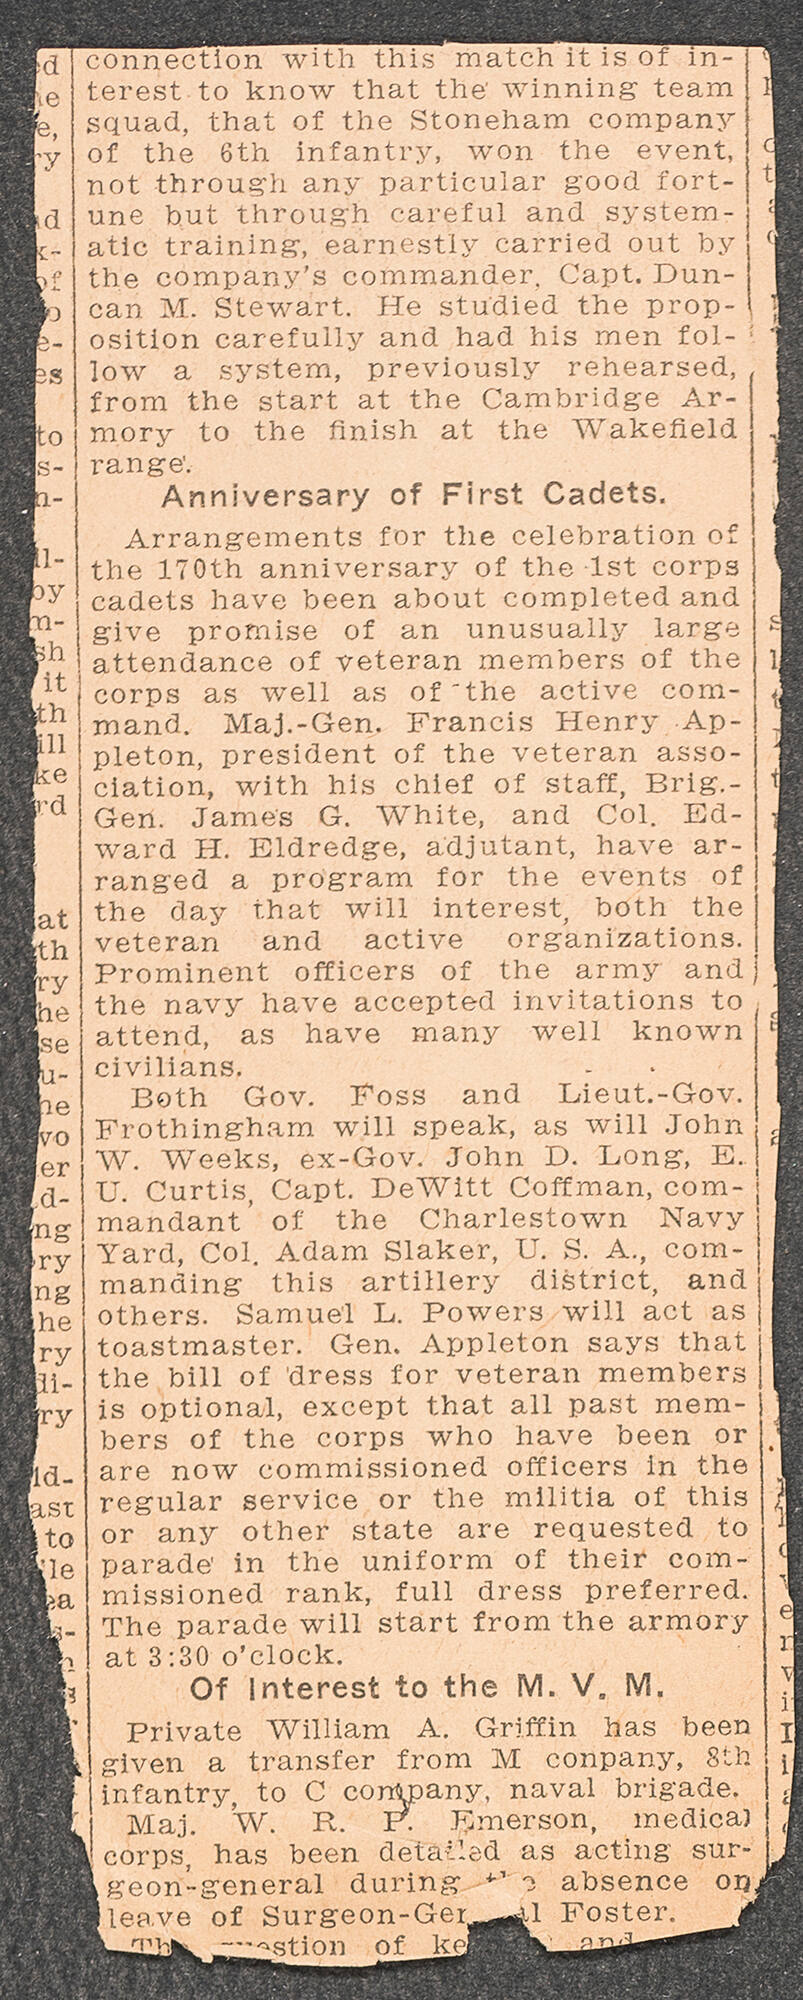 connection with this match it is of in-
terest to know that the winning team
squad, that of the Stoneham company
of the 6th infantry, won the event,
not through any particular good fort-
une but through careful and system-
atic training, earnestly carried out by
the company's commander, Capt. Dun-
can M. Stewart. He studied the prop-
osition carefully and had his men fol-
low a system, previously rehearsed,
from the start at the Cambridge Ar-
mory to the finish at the Wakefield
range.
Anniversary of First Cadets.
Arrangements for the celebration of
the 170th anniversary of the 1st corps
cadets have been about completed and
give promise of an unusually large
attendance of veteran members of the
corps as well as of the active com-
mand. Maj.-Gen. Francis Henry Ap-
pleton, president of the veteran asso-
ciation, with his chief of staff, Brig.-
Gen. James G. White, and Col. Ed-
ward H. Eldredge, adjutant, have ar-
ranged a program for the events of
the day that will interest both the
veteran and active organizations.
Prominent officers of the army and
the navy have accepted invitations to
attend, as have many well known
civilians.
Both Gov. Foss and Lieut.-Gov.
Frothingham will speak, as will John
W. Weeks, ex-Gov. John D. Long, E.
U. Curtis, Capt. DeWitt Coffman, com-
mandant of the Charlestown Navy
Yard, Col. Adam Slaker, U. S. A., com-
manding this artillery district, and
others. Samuel L. Powers will act as
toastmaster. Gen. Appleton says that
the bill of dress for veteran members
is optional, except that all past mem-
bers of the corps who have been or
are now commissioned officers in the
regular service or the militia of this
or any other state are requested to
parade in the uniform of their com-
missioned rank, full dress preferred.
The parade will start from the armory
at 3:30 o'clock.
Of Interest to the M. V. M.
Private William A. Griffin has been
given a transfer from M conpany, 8th
infantry, to C company, naval brigade.
Maj. W. R. P. Emerson, medical
corps, has been detailed as acting sur-
geon-general during the absence on
leave of Surgeon-General Foster.
of